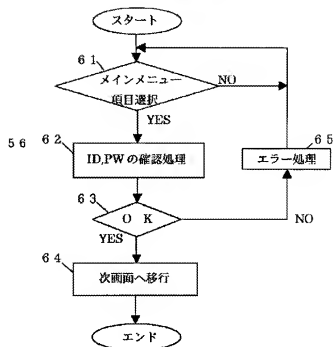 スタート
61
メインメニュー
項目選択
NO
YES
56
62
ID,PWの確認処理
65
エラー処理
63
O K
NO
YES
64
次画面へ移行
エンド